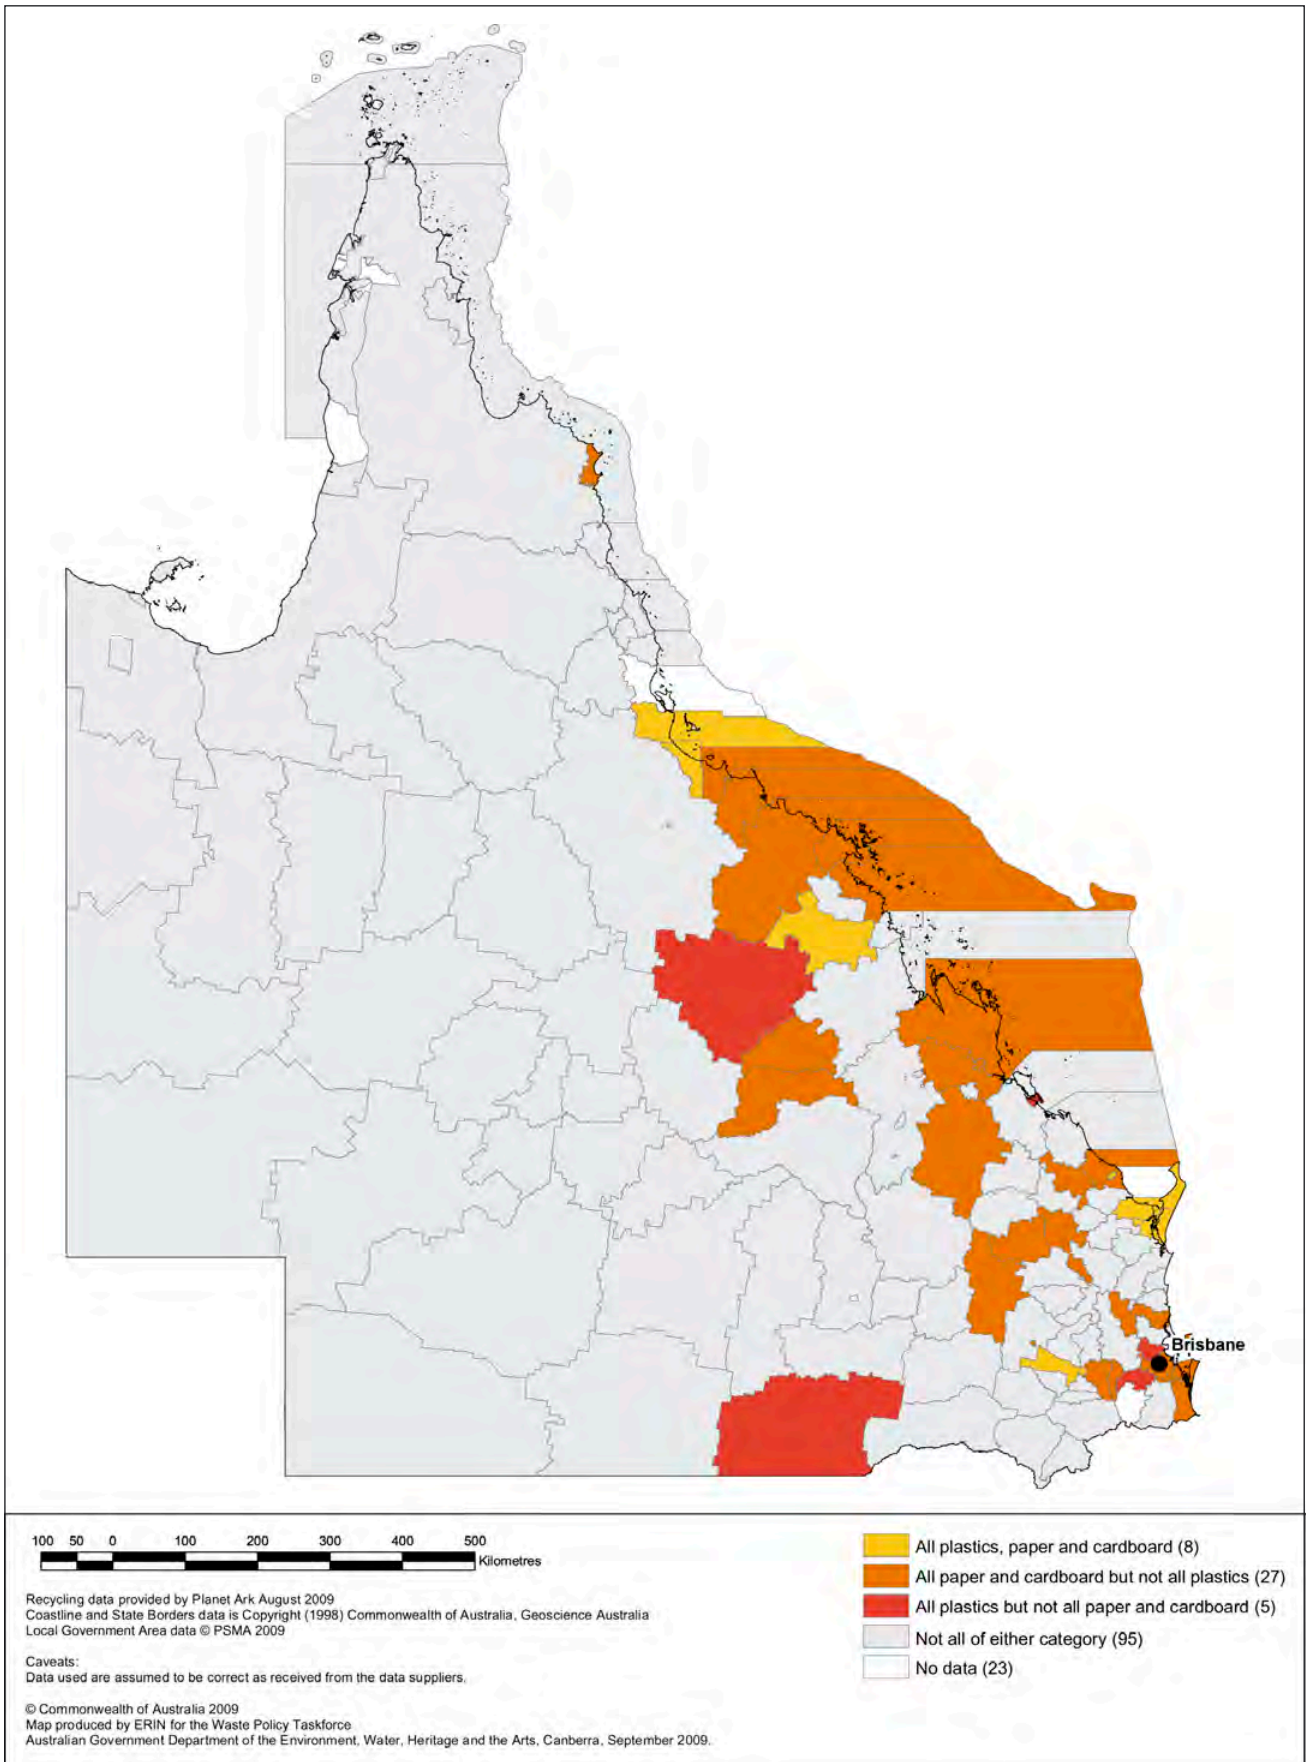 Brisbane
100 50 0 100 200 300 400 500
Kilometres
Recycling data provided by Planet Ark August 2009
Coastline and State Borders data is Copyright (1998) Commonwealth of Australia, Geoscience Australia
Local Government Area data © PSMA 2009
Caveats:
Data used are assumed to be correct as received from the data suppliers.
© Commonwealth of Australia 2009
Map produced by ERIN for the Waste Policy Taskforce
Australian Government Department of the Environment, Water, Heritage and the Arts, Canberra, September 2009.
All plastics, paper and cardboard (8)
All paper and cardboard but not all plastics (27)
All plastics but not all paper and cardboard (5)
Not all of either category (95)
No data (23)